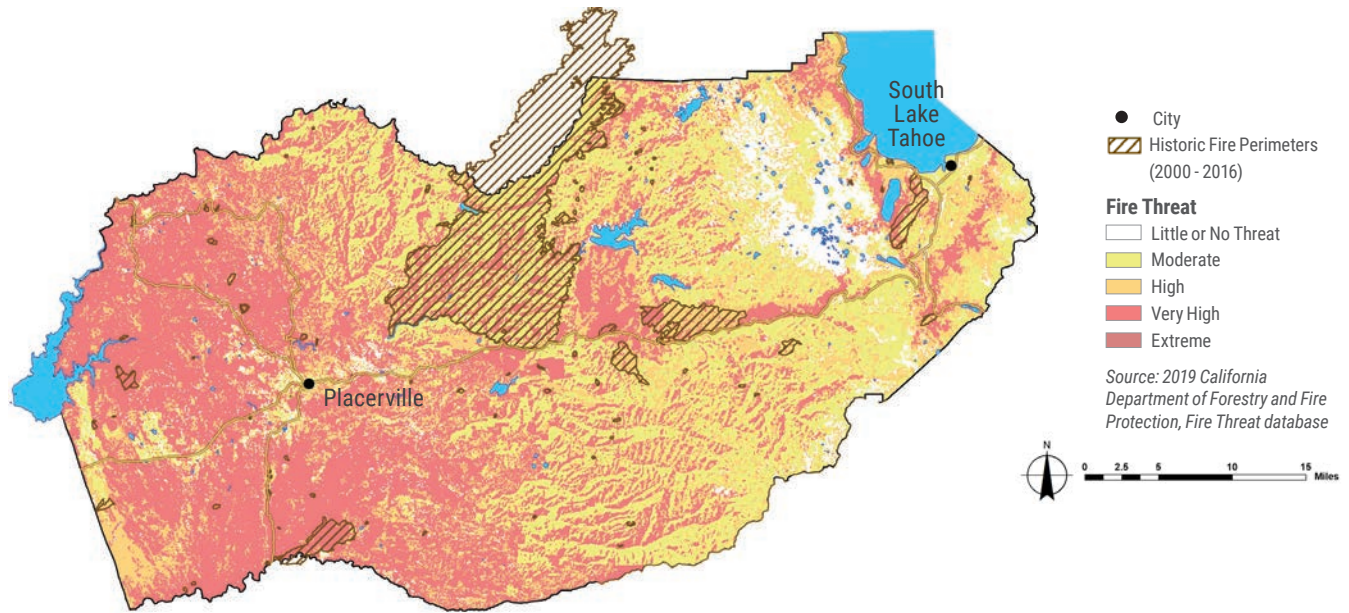 South
Lake
Tahoe
Placerville
City
Historic Fire Perimeters
(2000 - 2016)
Fire Threat
Little or No Threat
Moderate
High
Very High
Extreme
Source: 2019 California
Department of Forestry and Fire
Protection, Fire Threat database
N
0 2.5 5 10 15
Miles